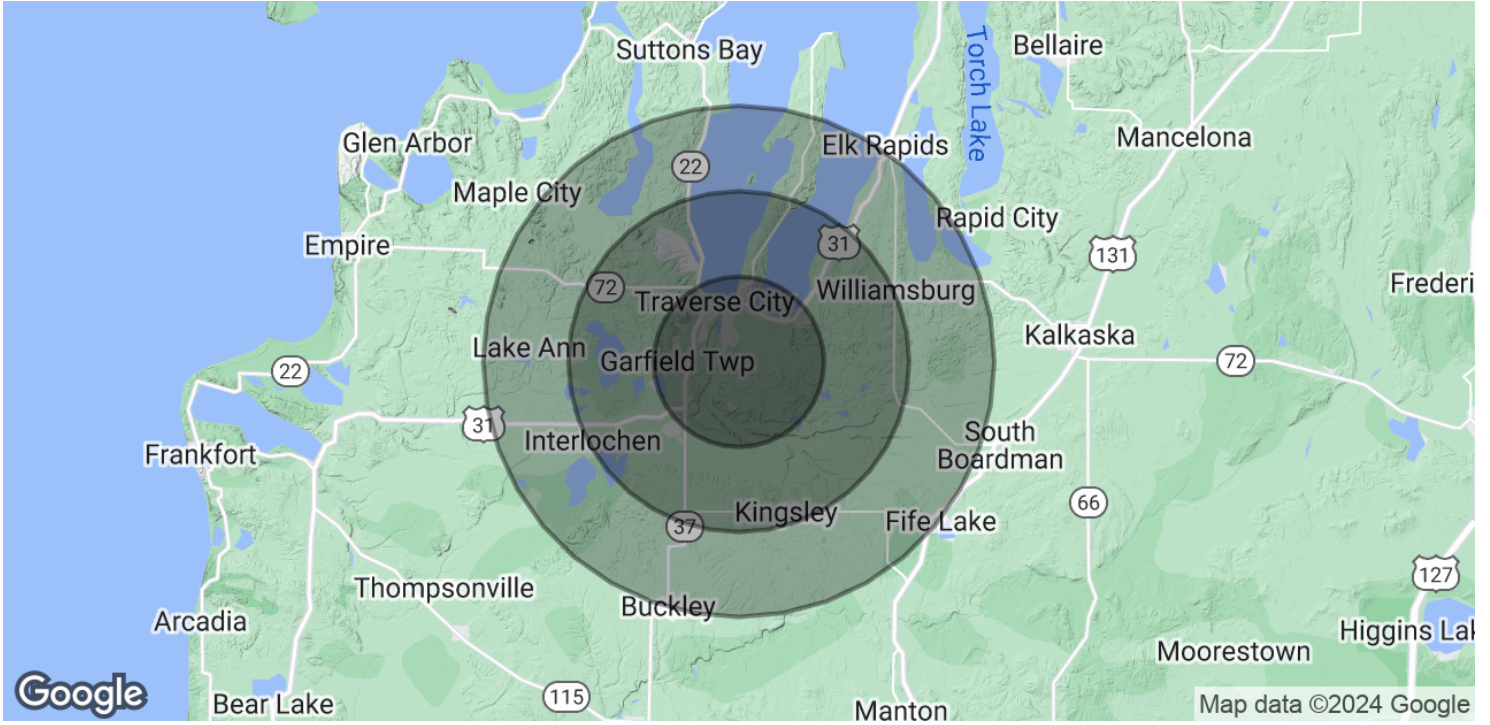 Suttons Bay
Torch Lake
Bellaire
Glen Arbor
22
Elk Rapids
Mancelona
Maple City
Rapid City
Empire
31
131
72
Traverse City
Williamsburg
Frederi
Kalkaska
Lake Ann
Garfield Twp
72
22
31
Interlochen
South
Boardman
Frankfort
66
Kingsley
37
Fife Lake
127
Thompsonville
Buckley
Arcadia
Higgins Lak
Moorestown
Google
115
Bear Lake
Manton
Map data ©2024 Google